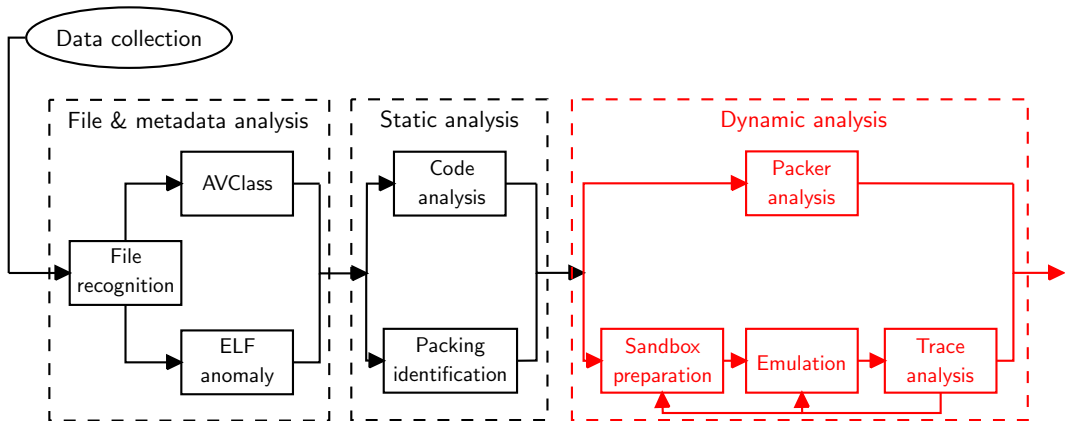 Data collection
File & metadata analysis
AVClass
File
recognition
ELF
anomaly
Static analysis
Code
analysis
Packing
identification
Dynamic analysis
Packer
analysis
Sandbox
preparation
Emulation
Trace
analysis